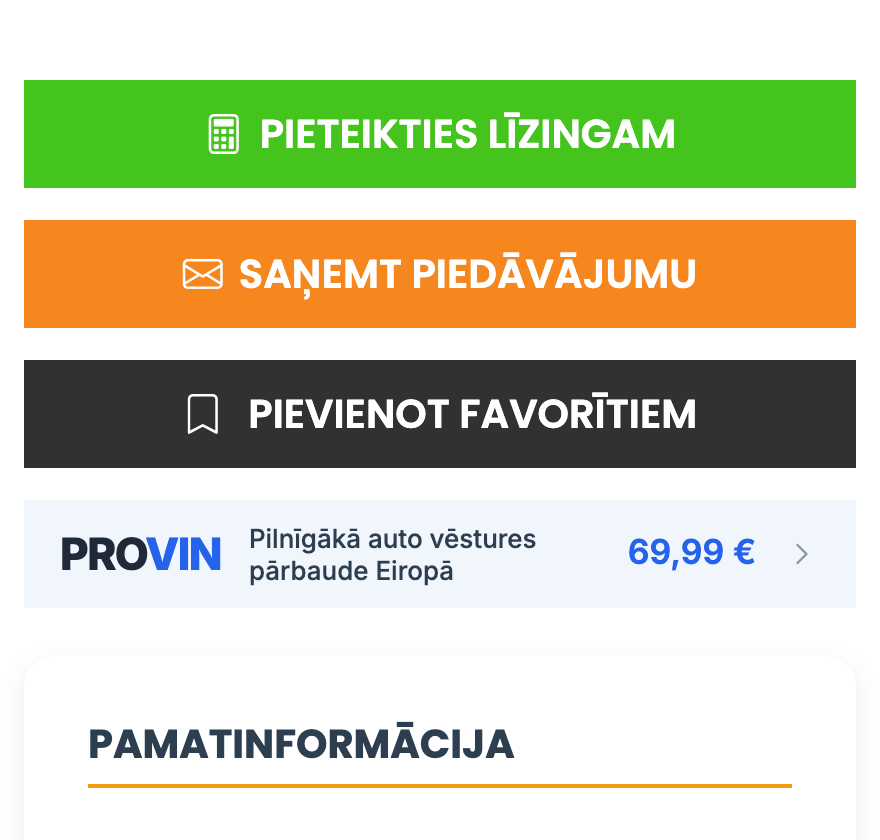 PIETEIKTIES LĪZINGAM
SAŅEMT PIEDĀVĀJUMU
PIEVIENOT FAVORĪTIEM
PROVIN
Pilnīgākā auto vēstures
pārbaude Eiropā
69,99 €
PAMATINFORMĀCIJA